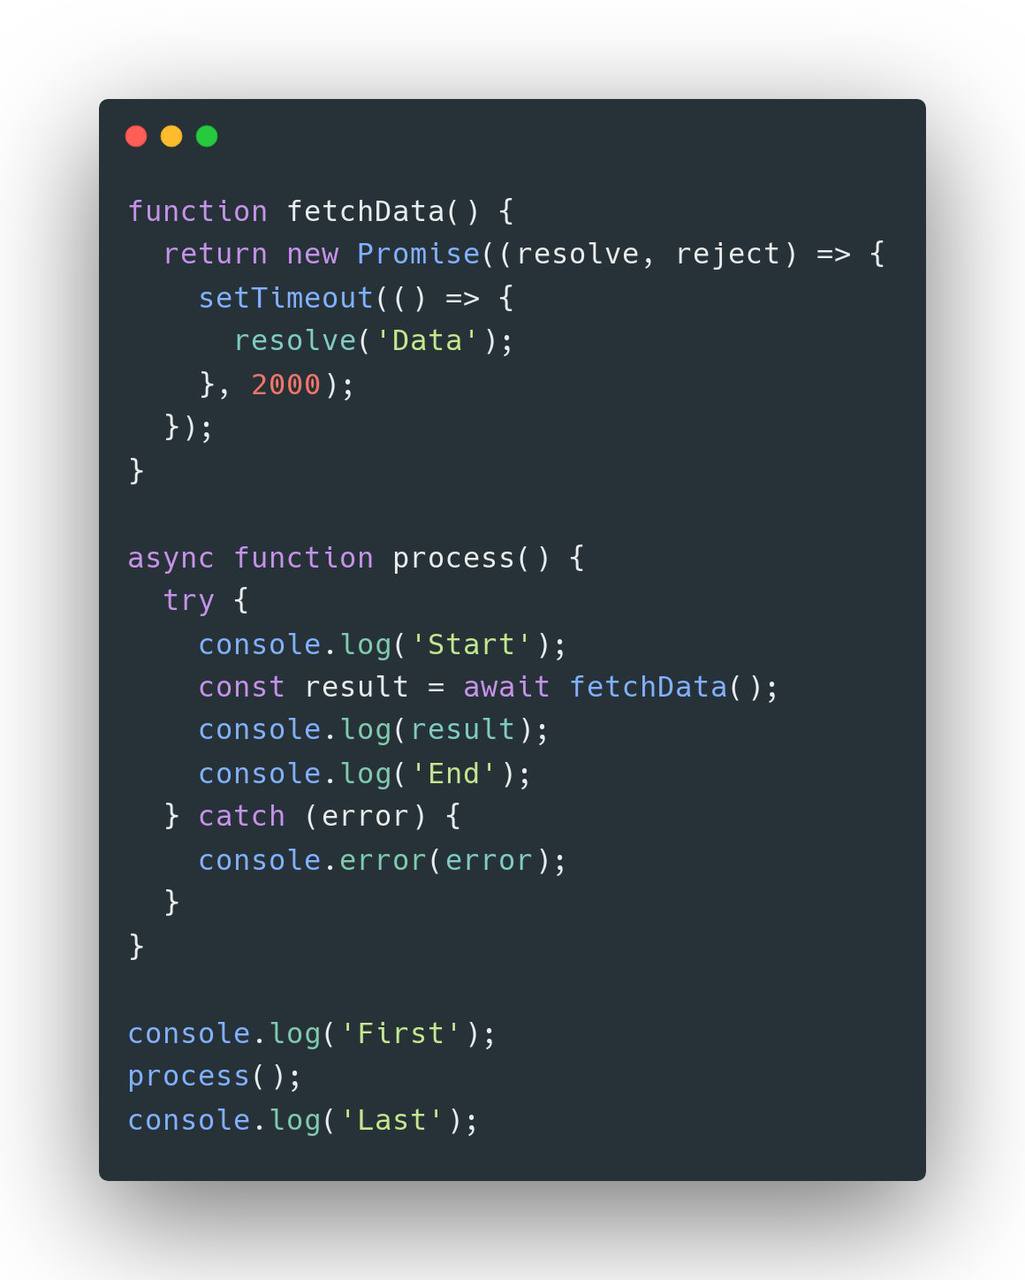 function fetchData() {
  return new Promise((resolve, reject) => {
    setTimeout(() => {
      resolve('Data');
    }, 2000);
  });
}

async function process() {
  try {
    console.log('Start');
    const result = await fetchData();
    console.log(result);
    console.log('End');
  } catch (error) {
    console.error(error);
  }
}

console.log('First');
process();
console.log('Last');